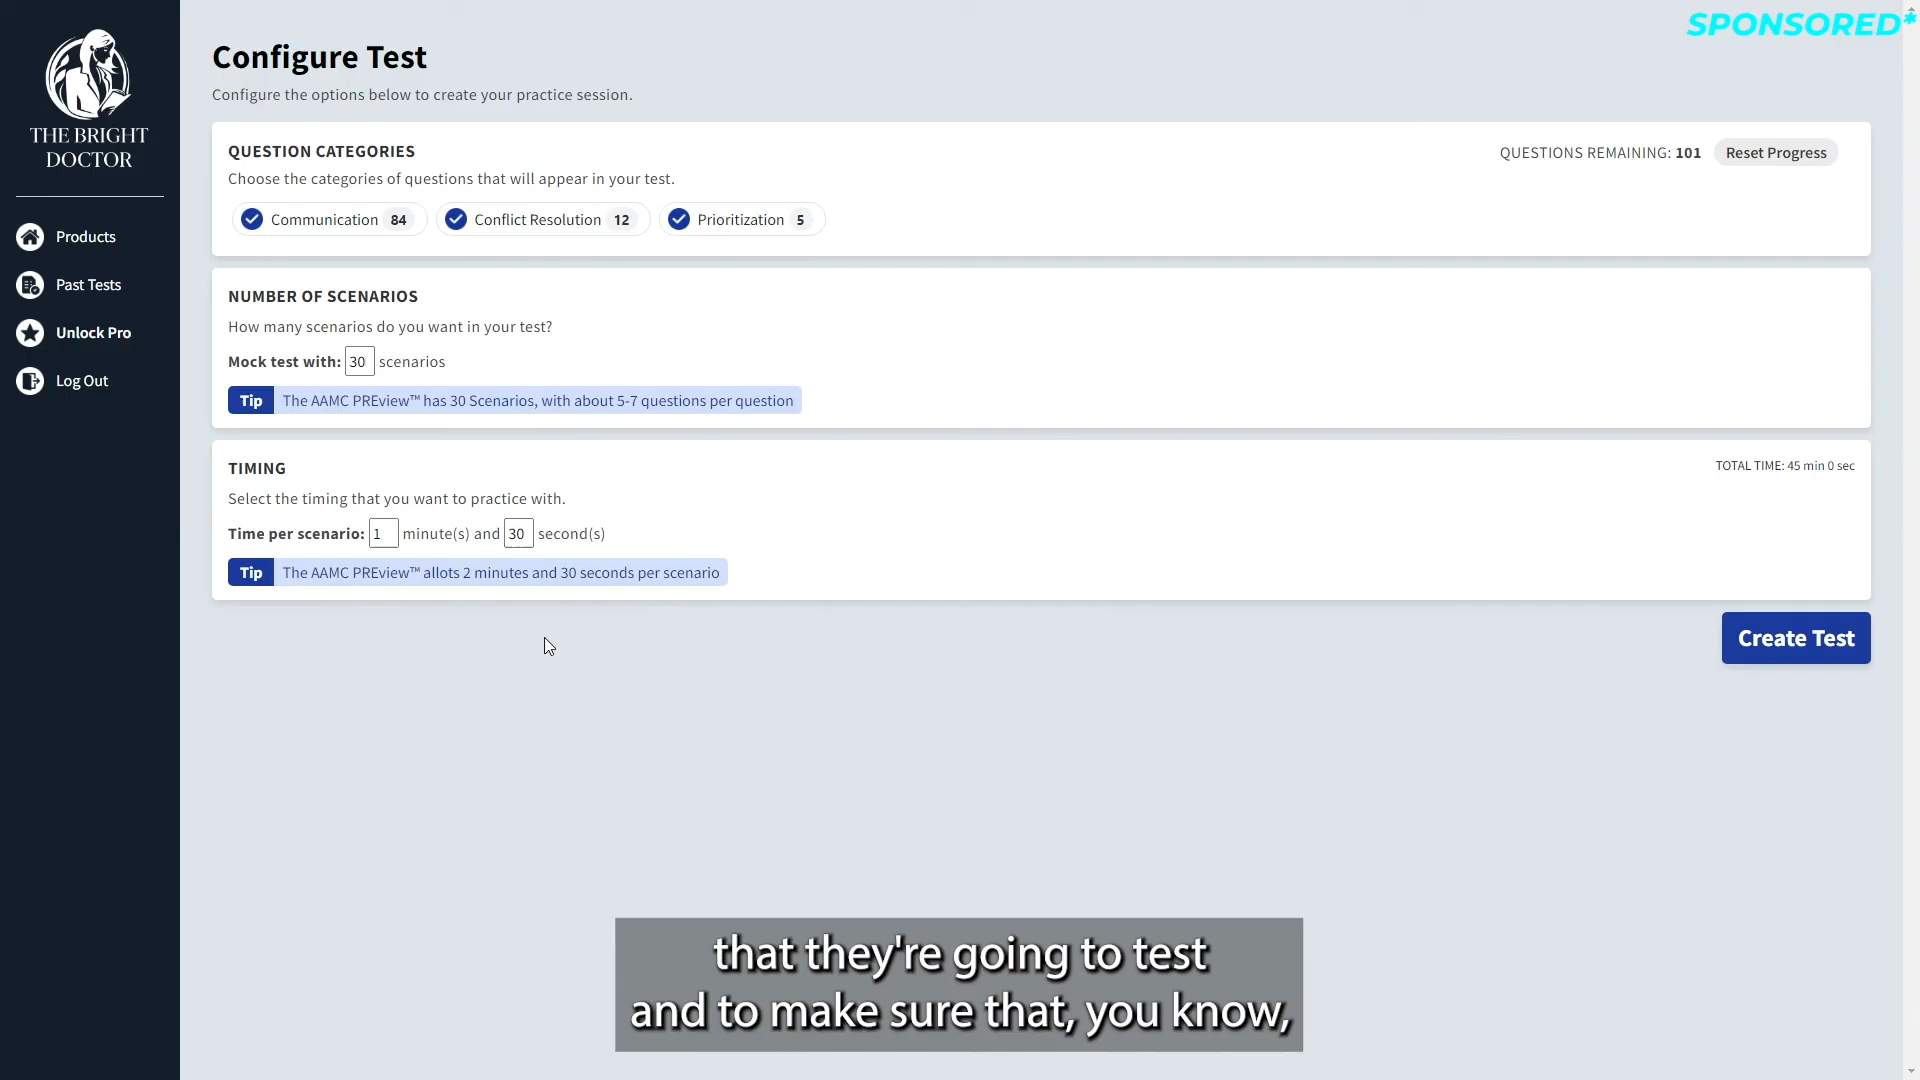 SPONSORED*
THE BRIGHT
DOCTOR
Products
Past Tests
Unlock Pro
Log Out
Configure Test
Configure the options below to create your practice session.
QUESTION CATEGORIES
QUESTIONS REMAINING: 101 Reset Progress
Choose the categories of questions that will appear in your test.
Communication 84 Conflict Resolution 12 Prioritization 5
NUMBER OF SCENARIOS
How many scenarios do you want in your test?
Mock test with: 30 scenarios
Tip The AAMC PREview™ has 30 Scenarios, with about 5-7 questions per question
TIMING
TOTAL TIME: 45 min 0 sec
Select the timing that you want to practice with.
Time per scenario: 1 minute(s) and 30 second(s)
Tip The AAMC PREview™ allots 2 minutes and 30 seconds per scenario
Create Test
that they're going to test
and to make sure that, you know,